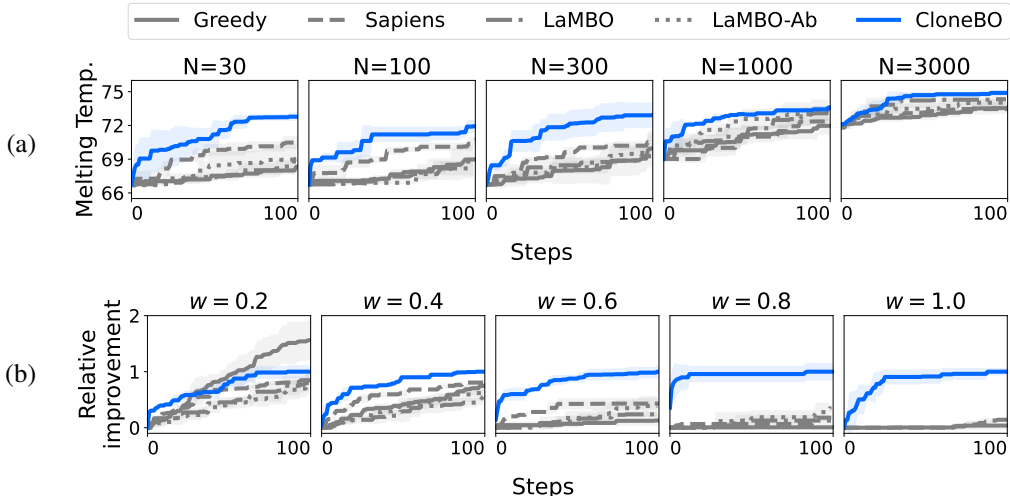 Greedy Sapiens LaMBO LaMBO-Ab CloneBO
(a)
Melting Temp.
N=30 N=100 N=300 N=1000 N=3000
75
72
69
66
0 100 0 100 0 100 0 100 0 100
Steps
(b)
Relative
improvement
w = 0.2 w = 0.4 w = 0.6 w = 0.8 w = 1.0
2
1
0
0 100 0 100 0 100 0 100 0 100
Steps